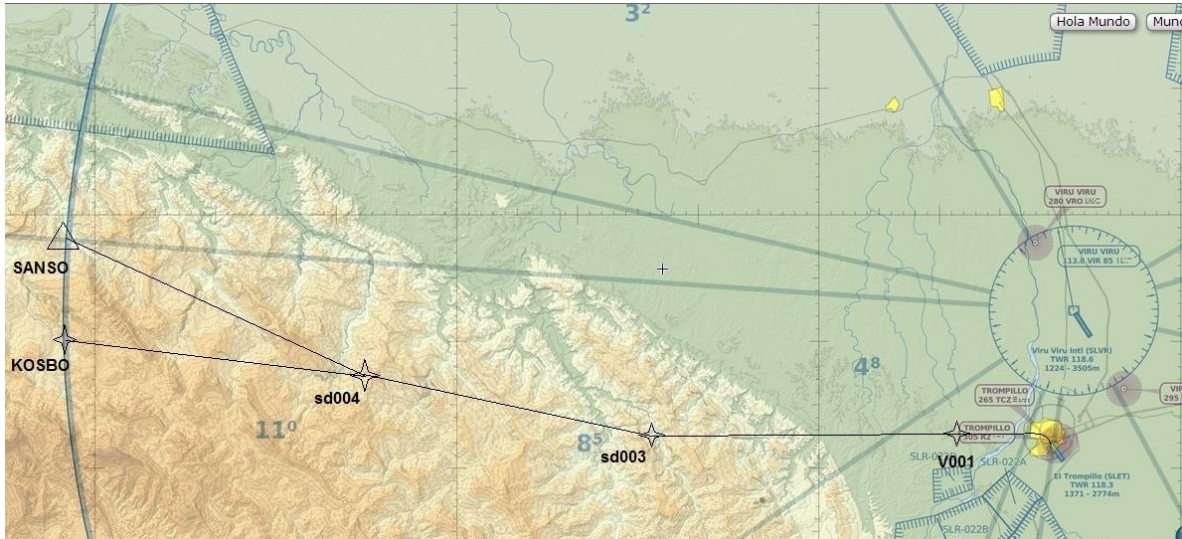 3²
Hola Mundo
VIRU VIRU
280 VRO
VIRU VIRU
113.8 VIR 85
SANSO
KOSBO
sd004
11⁰
8⁵
sd003
4⁸
Viru Viru Intl (SLVR)
TWR 118.6
1224 - 3505m
TROMPILLO
265 TCZ
295
TROMPILLO
V001
SLR-022A
El Trompillo (SLET)
TWR 118.3
1371 - 2774m
SLR-022B